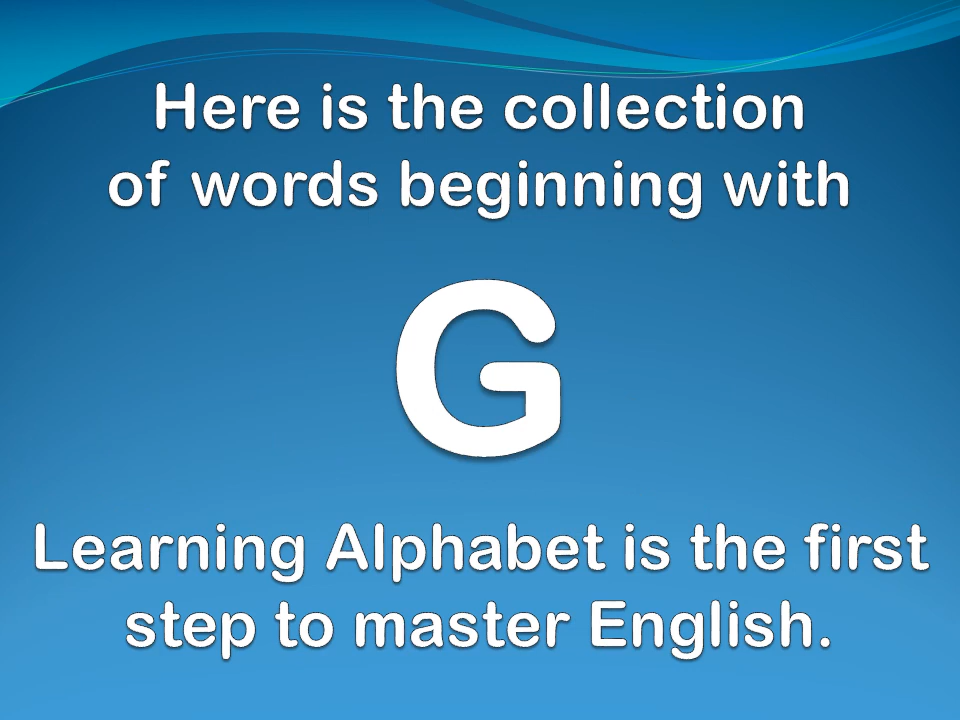 Here is the collection
of words beginning with
G
Learning Alphabet is the first
step to master English.